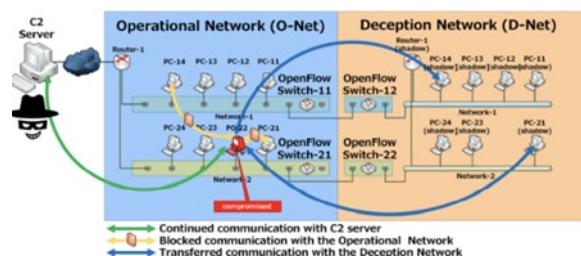 C2
Server
Operational Network (O-Net)
Deception Network (D-Net)
Router-1
Router-1
(shadow)
PC-14 PC-13 PC-12 PC-11
PC-14
(shadow)
PC-13
(shadow)
PC-12
(shadow)
PC-11
(shadow)
OpenFlow
Switch-11
OpenFlow
Switch-12
Network-1
Network-1
PC-24 PC-23 PC-22 PC-21
PC-24
(shadow)
PC-23
(shadow)
PC-21
(shadow)
OpenFlow
Switch-21
OpenFlow
Switch-22
Network-2
Network-2
compromised
Continued communication with C2 server
Blocked communication with the Operational Network
Transferred communication with the Deception Network